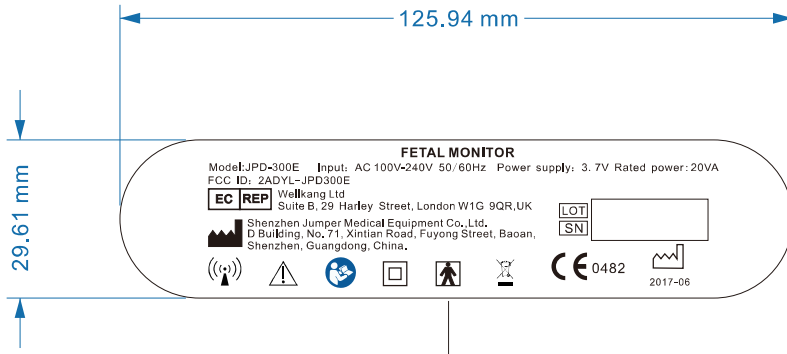 125.94 mm
29.61 mm
FETAL MONITOR
Model:JPD-300E Input: AC 100V-240V 50/60Hz Power supply: 3. 7V Rated power: 20VA
FCC ID: 2ADYL-JPD300E
EC REP
Wellkang Ltd
Suite B, 29 Harley Street, London W1G 9QR,UK
Shenzhen Jumper Medical Equipment Co., Ltd.
D Building, No. 71, Xintian Road, Fuyong Street, Baoan,
Shenzhen, Guangdong, China.
LOT
SN
CE 0482
2017-06